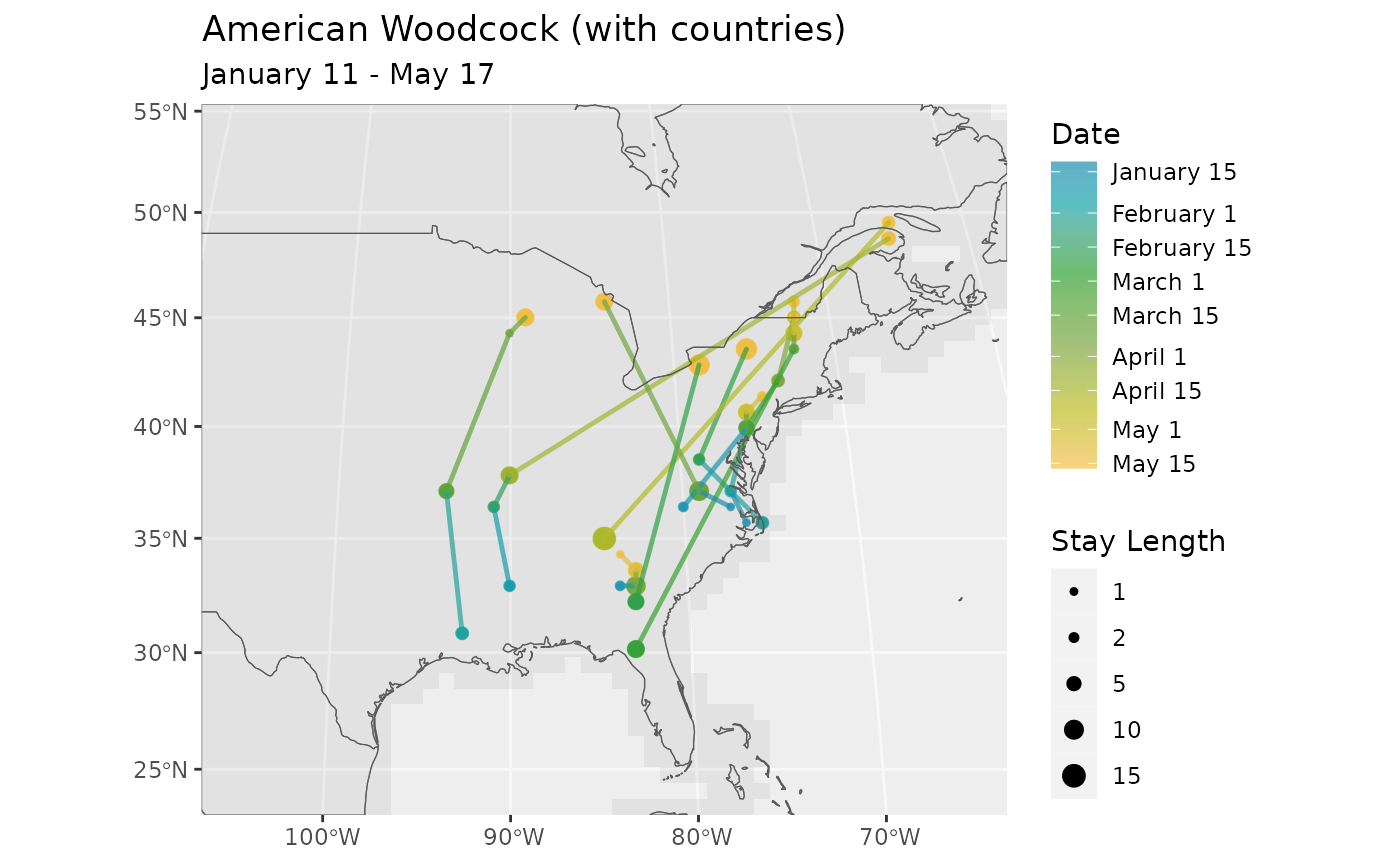 American Woodcock (with countries)
January 11 - May 17
55°N
50°N
45°N
40°N
35°N
30°N
25°N
100°W
90°W
80°W
70°W
Date
January 15
February 1
February 15
March 1
March 15
April 1
April 15
May 1
May 15
Stay Length
1
2
5
10
15